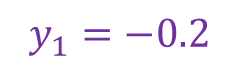 y₁ = −0.2